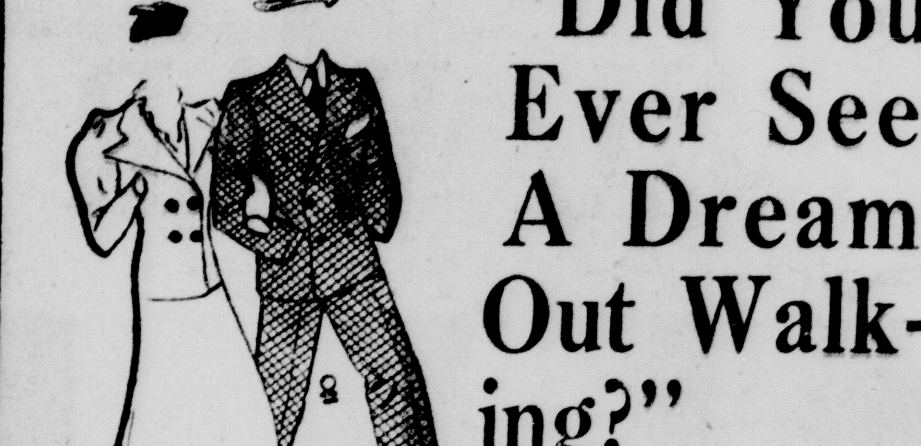 Did You
Ever See
A Dream
Out Walk-
ing?”